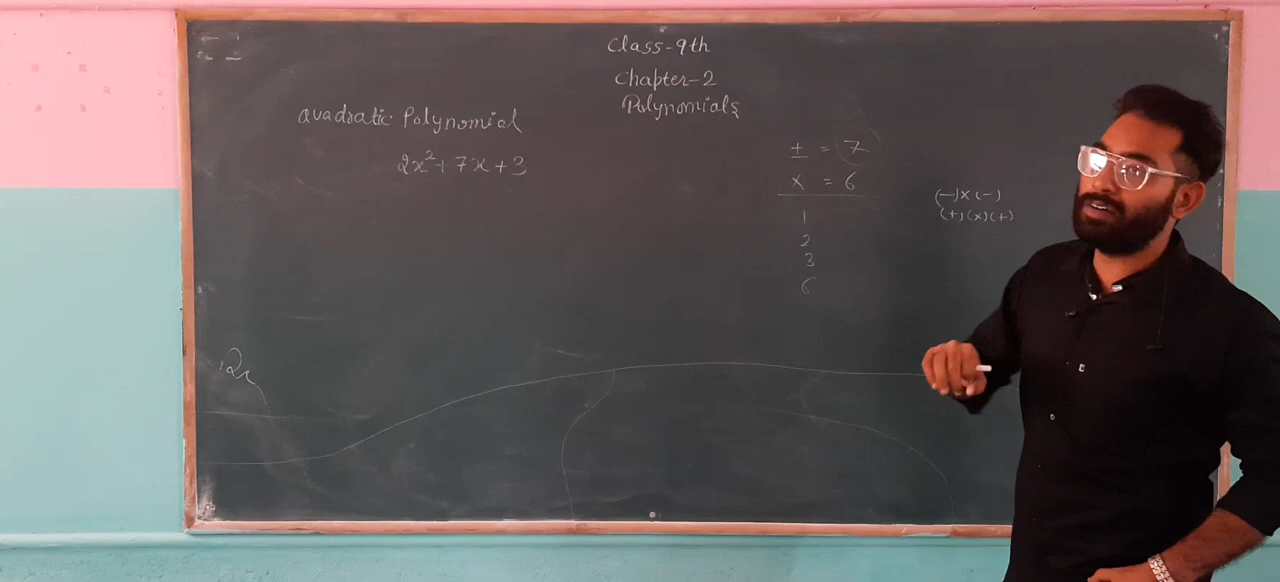 Class-9th
Chapter-2
Polynomials
Quadratic Polynomial
2x²+7x+3
± = 7
x = 6
1
2
3
6
(-)x(-)
(+)(x)(+)